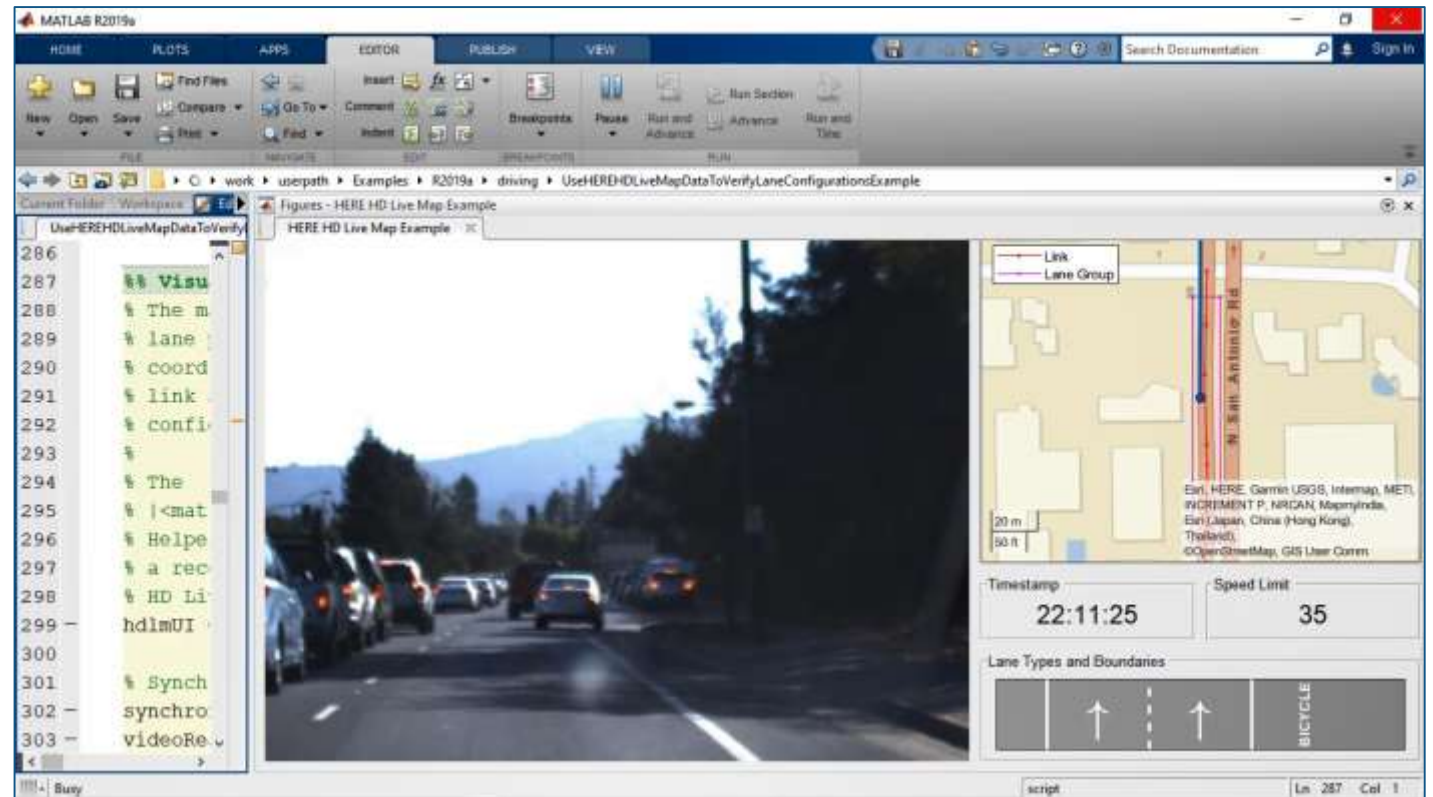 MATLAB R2019a
HOME PLOTS APPS EDITOR PUBLISH VIEW Search Documentation Sign In
New Open Save Find Files Compare Print Go To Find Insert fx Comment Indent Breakpoints Pause Run and Advance Run Section Advance Run and Time
FILE NAVIGATE EDIT BREAKPOINTS RUN
work userpath Examples R2019a driving UseHEREHDLiveMapDataToVerifyLaneConfigurationsExample
Current Folder Workspace Figures - HERE HD Live Map Example
UseHEREHDLiveMapDataToVerify HERE HD Live Map Example
286
287 %% Visu
288 % The m
289 % lane
290 % coord
291 % link
292 % confi
293 %
294 % The
295 % |<mat
296 % Helpe
297 % a rec
298 % HD Li
299 – hdlmUI
300
301 % Synch
302 – synchro
303 – videoRe
Link
Lane Group
N San Antonio Rd
20 m
50 ft
Esri, HERE, Garmin USGS, Intermap, METI,
INCREMENT P, NRCAN, MapmyIndia,
Esri (Japan, China (Hong Kong),
Thailand),
©OpenStreetMap, GIS User Comm
Timestamp
22:11:25
Speed Limit
35
Lane Types and Boundaries
BICYCLE
Busy script Ln 287 Col 1